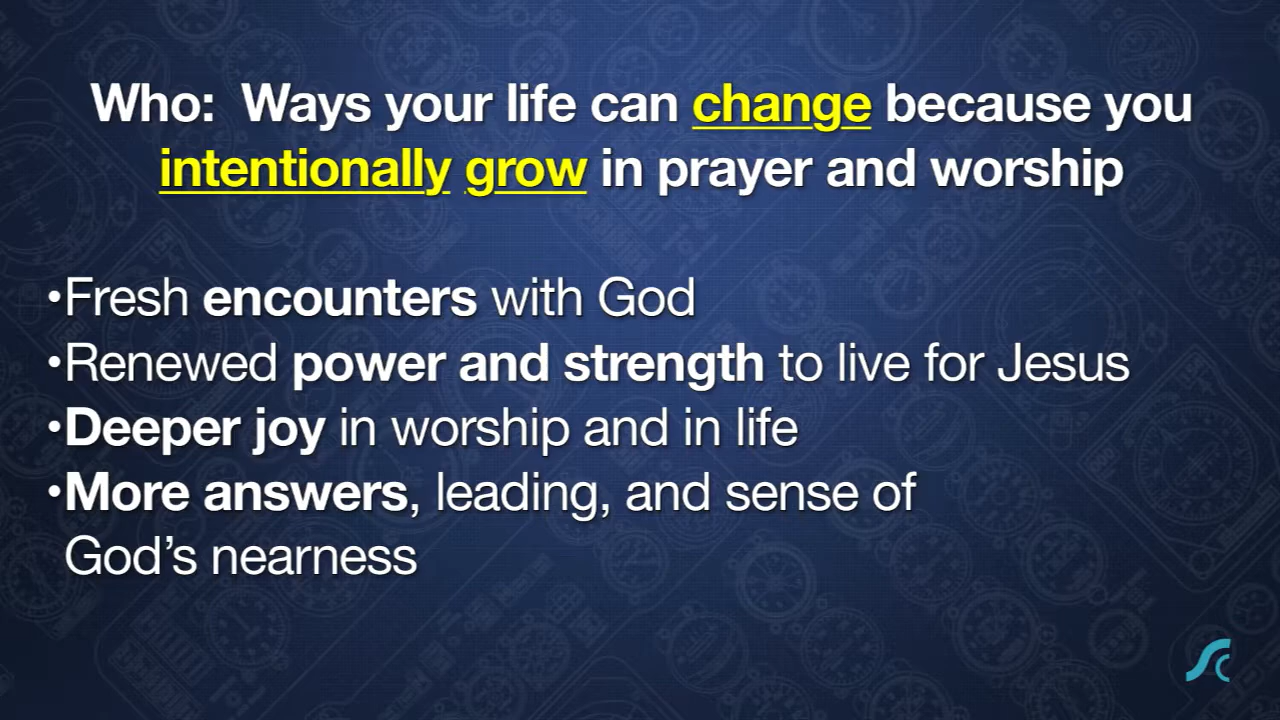 Who:  Ways your life can change because you
intentionally grow in prayer and worship
•Fresh encounters with God
•Renewed power and strength to live for Jesus
•Deeper joy in worship and in life
•More answers, leading, and sense of
God’s nearness